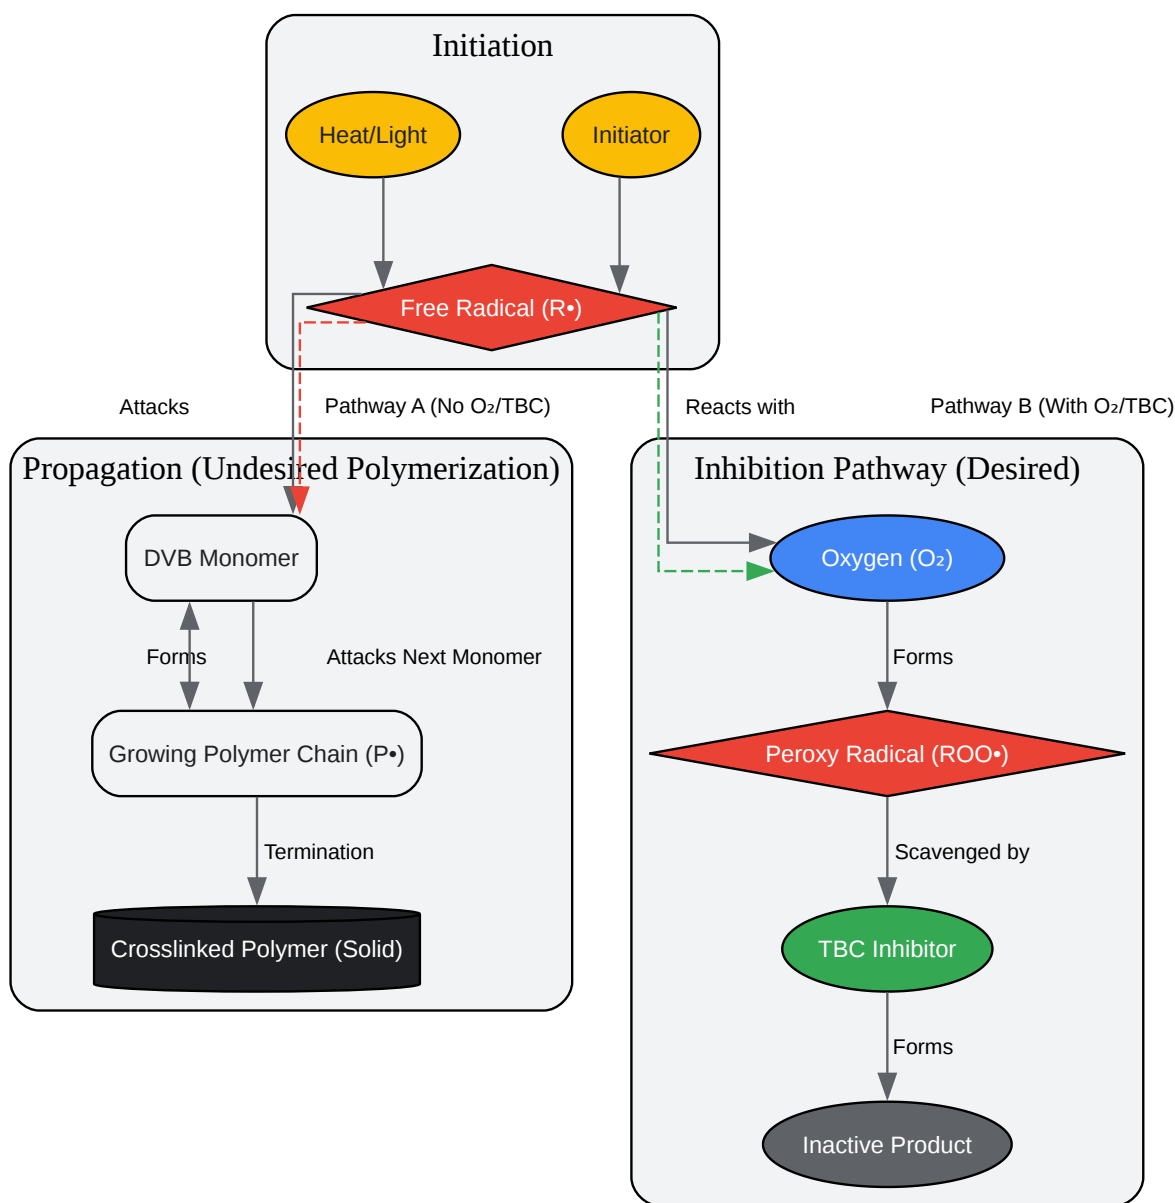 Initiation
Heat/Light
Initiator
Free Radical (R•)
Attacks
Pathway A (No O₂/TBC)
Reacts with
Pathway B (With O₂/TBC)
Propagation (Undesired Polymerization)
Inhibition Pathway (Desired)
DVB Monomer
Oxygen (O₂)
Forms
Attacks Next Monomer
Forms
Growing Polymer Chain (P•)
Peroxy Radical (ROO•)
Termination
Scavenged by
Crosslinked Polymer (Solid)
TBC Inhibitor
Forms
Inactive Product